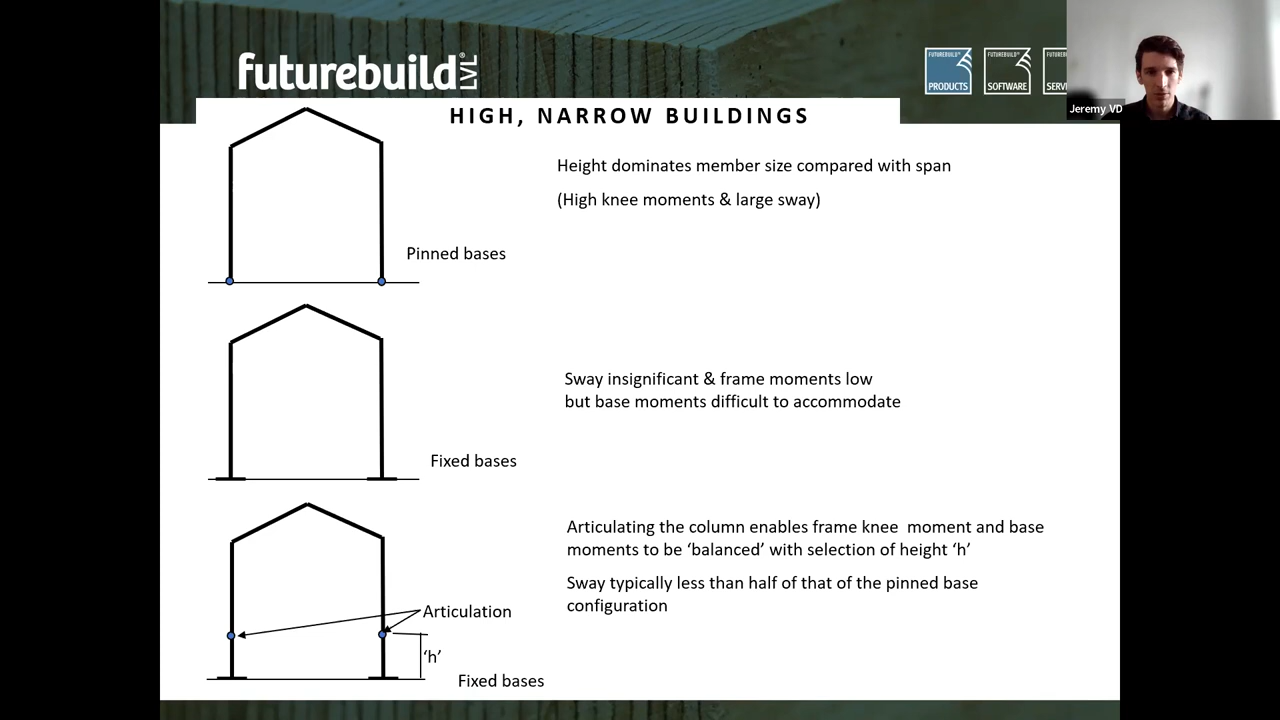 futurebuild LVL®
FUTUREBUILD™
PRODUCTS
FUTUREBUILD™
SOFTWARE
Jeremy VD
HIGH, NARROW BUILDINGS
Height dominates member size compared with span
(High knee moments & large sway)
Pinned bases
Sway insignificant & frame moments low
but base moments difficult to accommodate
Fixed bases
Articulating the column enables frame knee moment and base
moments to be ‘balanced’ with selection of height ‘h’
Sway typically less than half of that of the pinned base
configuration
Articulation
‘h’
Fixed bases